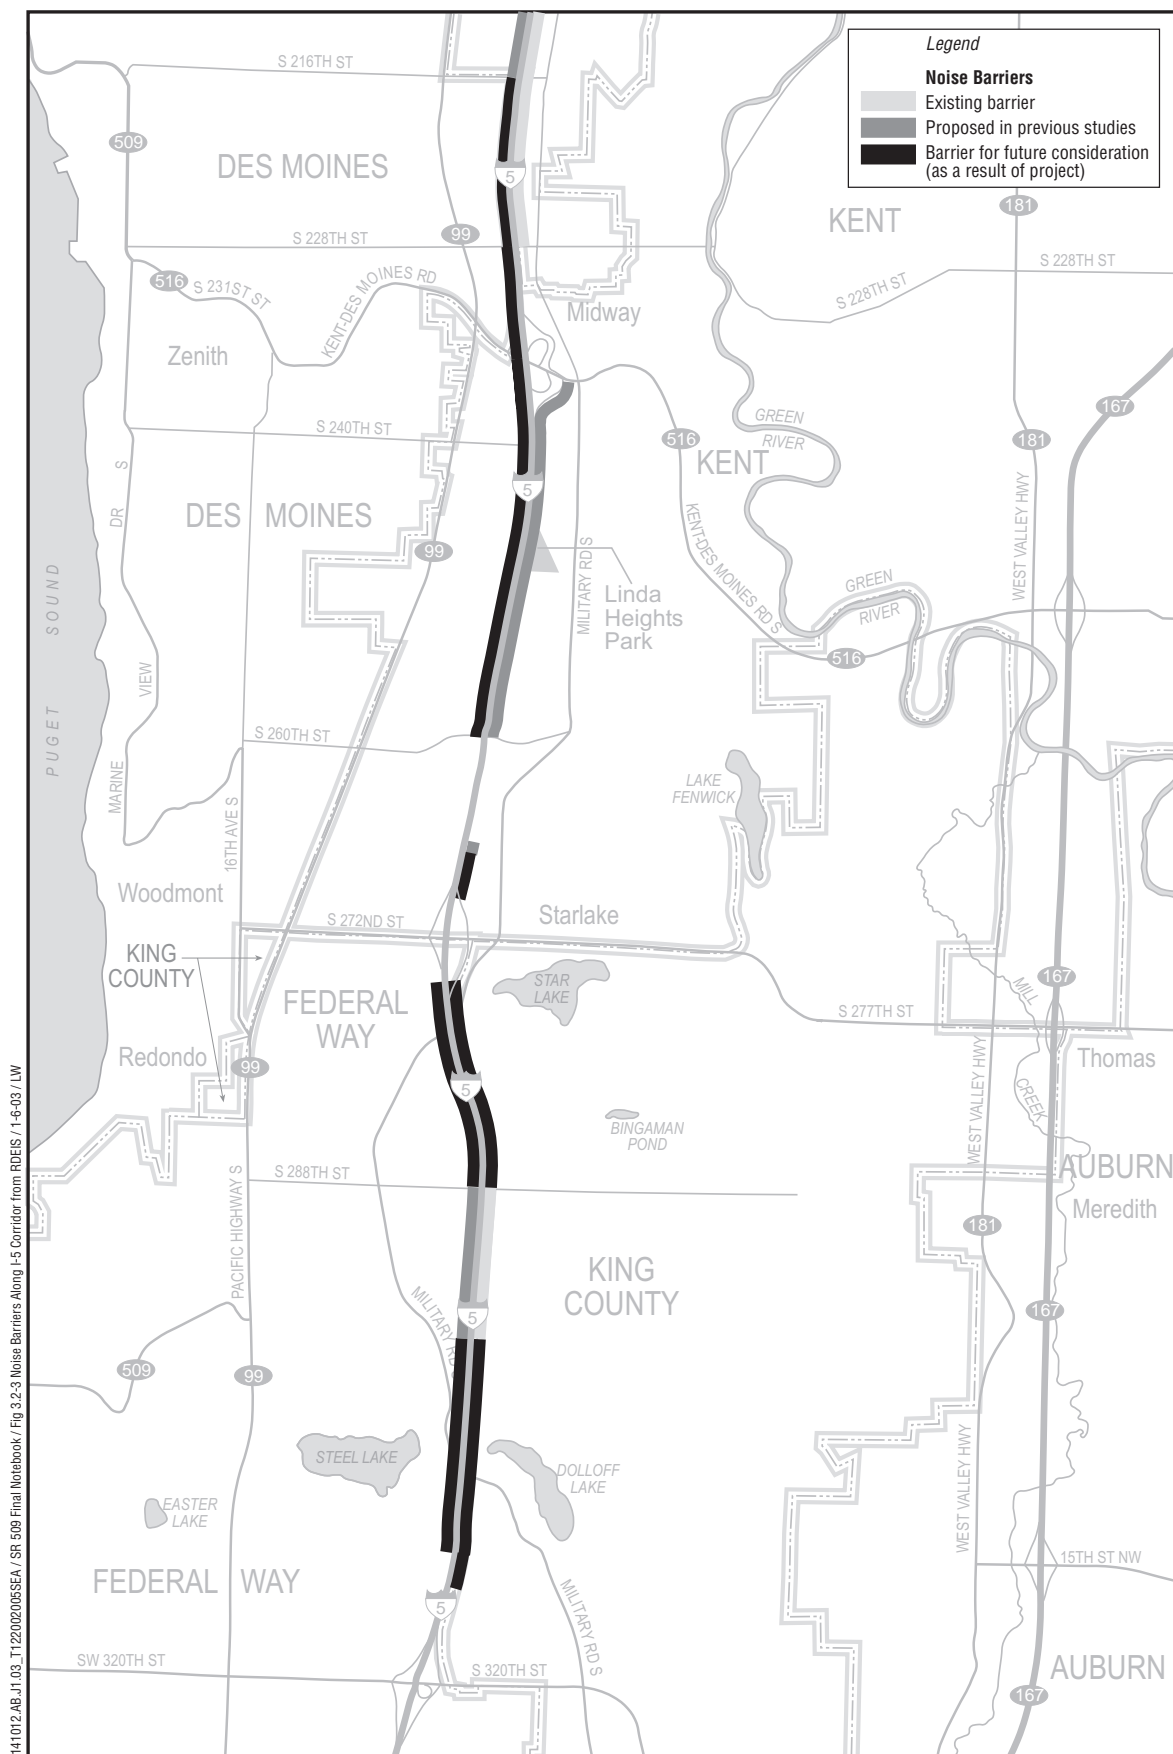 Legend
Noise Barriers
Existing barrier
Proposed in previous studies
Barrier for future consideration
(as a result of project)
S 216TH ST
509
DES MOINES
5
KENT
181
99
S 228TH ST
S 228TH ST
516
S 231ST ST
KENT-DES MOINES RD
S 228TH ST
Midway
Zenith
167
GREEN
RIVER
S 240TH ST
516
181
KENT
S
DR
VIEW
MARINE
DES MOINES
5
99
WEST VALLEY HWY
KENT-DES MOINES RD S
MILITARY RD S
PUGET SOUND
Linda
Heights
Park
GREEN
RIVER
516
S 260TH ST
LAKE
FENWICK
16TH AVE S
Woodmont
S 272ND ST
Starlake
KING
COUNTY
STAR
LAKE
167
MILL
CREEK
FEDERAL
WAY
S 277TH ST
Redondo
99
Thomas
5
WEST VALLEY HWY
BINGAMAN
POND
AUBURN
Meredith
S 288TH ST
PACIFIC HIGHWAY S
181
KING
COUNTY
MILITARY RD
5
167
509
99
STEEL LAKE
DOLLOFF
LAKE
WEST VALLEY HWY
EASTER
LAKE
15TH ST NW
FEDERAL WAY
5
MILITARY RD S
SW 320TH ST
S 320TH ST
AUBURN
167
141012.AB.J1.03_T122002005SEA / SR 509 Final Notebook / Fig 3.2-3 Noise Barriers Along I-5 Corridor from RDEIS / 1-6-03 / LW